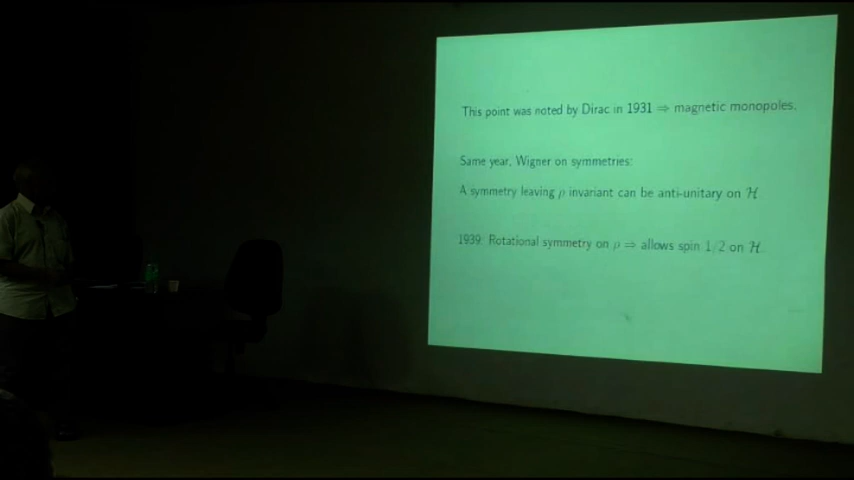 This point was noted by Dirac in 1931 ⇒ magnetic monopoles.
Same year, Wigner on symmetries:
A symmetry leaving ρ invariant can be anti-unitary on ℋ.
1939: Rotational symmetry on ρ ⇒ allows spin 1/2 on ℋ.